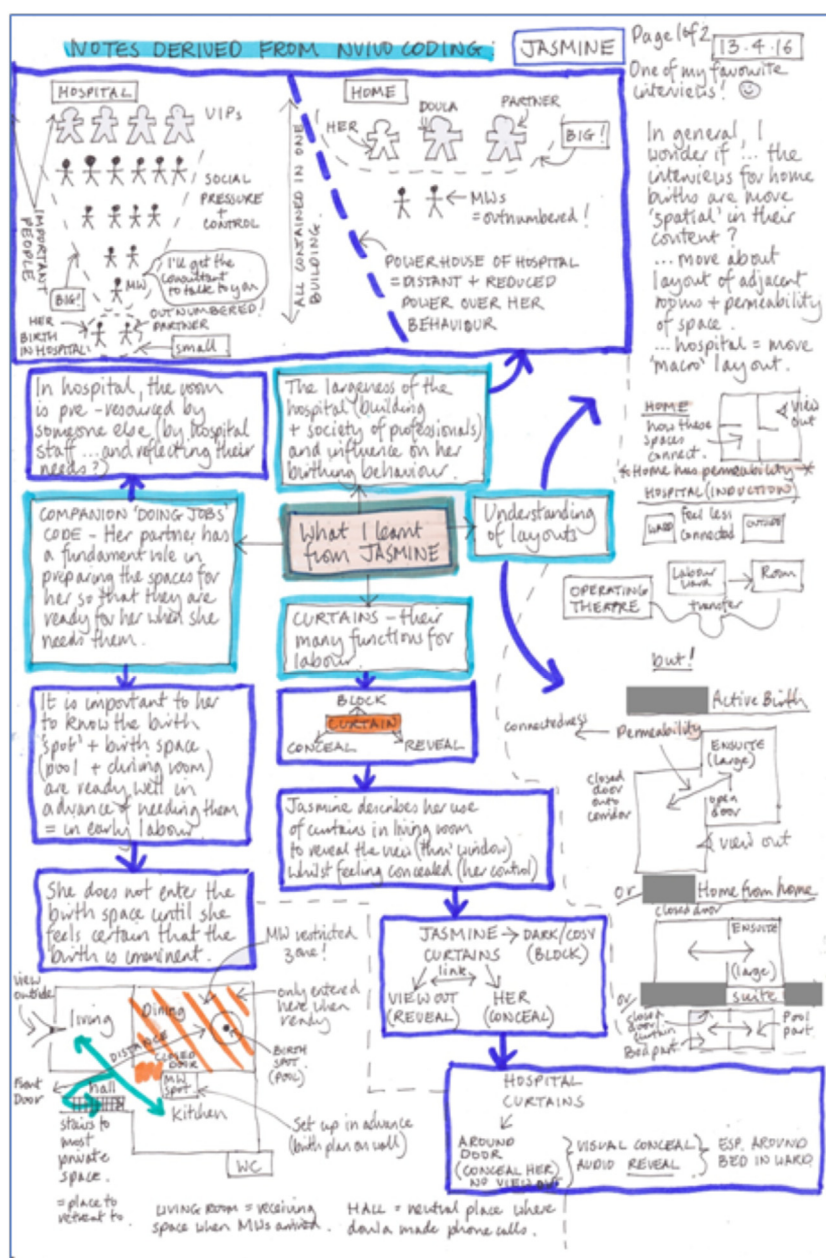 NOTES DERIVED FROM NVIVO CODING.
JASMINE
Page 1 of 2
13.4.16
One of my favourite
interviews!
HOSPITAL
VIPs
SOCIAL
PRESSURE
+
CONTROL
IMPORTANT
PEOPLE
BIG!
MW
I'll get the
consultant
to talk to you
OUTNUMBERED!
HER
BIRTH
IN HOSPITAL
PARTNER
small
ALL CONTAINED IN ONE
BUILDING.
HOME
HER
DOULA
PARTNER
BIG!
MWs
= outnumbered!
POWERHOUSE OF HOSPITAL
= DISTANT + REDUCED
POWER OVER HER
BEHAVIOUR
In general, I
wonder if ... the
interviews for home
births are more
'spatial' in their
content?
... more about
layout of adjacent
rooms + permeability
of space.
... hospital = more
'macro' layout.
HOME
how these
spaces
connect.
view
out
*Home has permeability*
HOSPITAL (INDUCTION)
WARD
feel less
connected
OUTSIDE
Labour
ward
Room
OPERATING
THEATRE
transfer
but!
In hospital, the room
is pre-resourced by
someone else (by hospital
staff ... and reflecting their
needs?)
The largeness of the
hospital (building
+ society of professionals)
and influence on her
birthing behaviour.
COMPANION 'DOING JOBS'
CODE - Her partner has
a fundament role in
preparing the spaces for
her so that they are
ready for her when she
needs them.
What I learnt
from JASMINE
Understanding
of layouts
CURTAINS - their
many functions for
labour.
BLOCK
CURTAIN
CONCEAL
REVEAL
It is important to her
to know the birth
'spot' + birth space
(pool + dining room)
are ready well in
advance of needing them
= in early labour.
Jasmine describes her use
of curtains in living room
to reveal the view (thro' window)
whilst feeling concealed (her control)
She does not enter the
birth space until she
feels certain that the
birth is imminent.
JASMINE
CURTAINS
DARK/COSY
(BLOCK)
link
VIEW OUT
(REVEAL)
HER
(CONCEAL)
HOSPITAL
CURTAINS
AROUND
DOOR
(CONCEAL HER
NO VIEW OUT
VISUAL CONCEAL
AUDIO REVEAL
ESP. AROUND
BED IN WARD.
Active Birth
connectedness
Permeability
ENSUITE
(large)
closed
door
onto
corridor
open
door
view out
or
Home from home
closed door
ENSUITE
(large)
or
suite
closed
door
curtain
Bed part
Pool
part
MW restricted
zone!
only entered
here when
ready
view
outside
living
Dining
DISTANCE
CLOSED
DOOR
BIRTH
SPOT
(POOL)
Front
Door
hall
MW
SPOT
kitchen
Set up in advance
(birth plan on wall)
WC
stairs to
most
private
space.
= place to
retreat to.
LIVING ROOM = receiving
space when MWs arrived.
HALL = neutral place where
doula made phone calls.